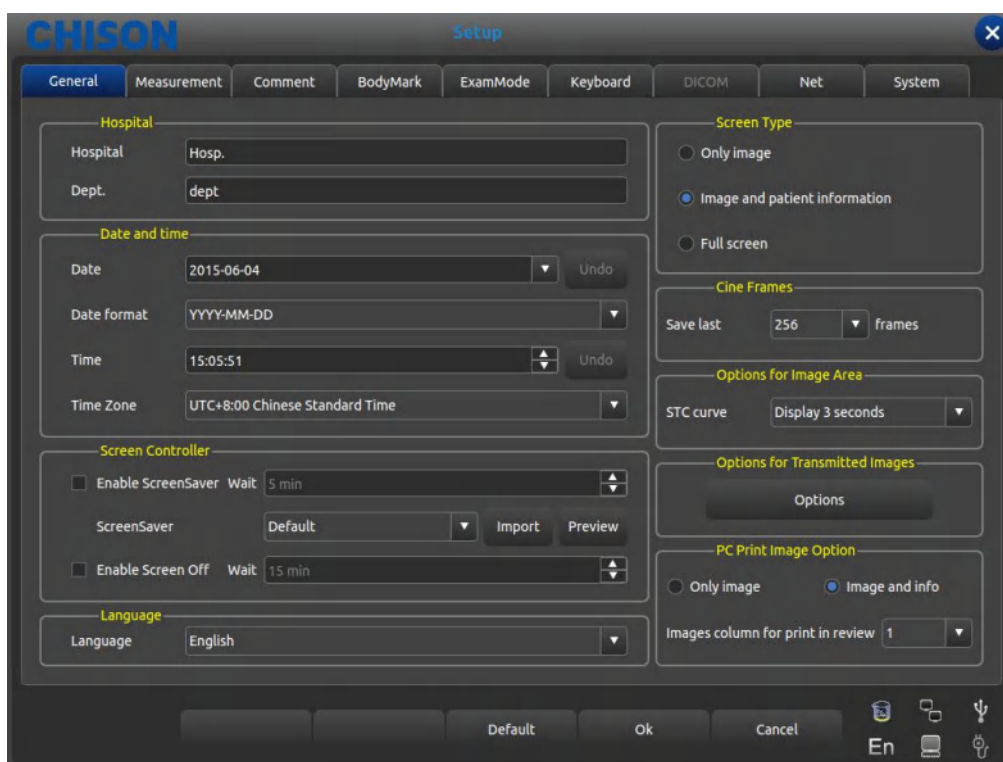 CHISON
Setup
General Measurement Comment BodyMark ExamMode Keyboard DICOM Net System
Hospital
Hospital Hosp.
Dept. dept
Date and time
Date 2015-06-04 Undo
Date format YYYY-MM-DD
Time 15:05:51 Undo
Time Zone UTC+8:00 Chinese Standard Time
Screen Controller
Enable ScreenSaver Wait 5 min
ScreenSaver Default Import Preview
Enable Screen Off Wait 15 min
Language
Language English
Screen Type
Only image
Image and patient information
Full screen
Cine Frames
Save last 256 frames
Options for Image Area
STC curve Display 3 seconds
Options for Transmitted Images
Options
PC Print Image Option
Only image Image and info
Images column for print in review 1
Default Ok Cancel
En